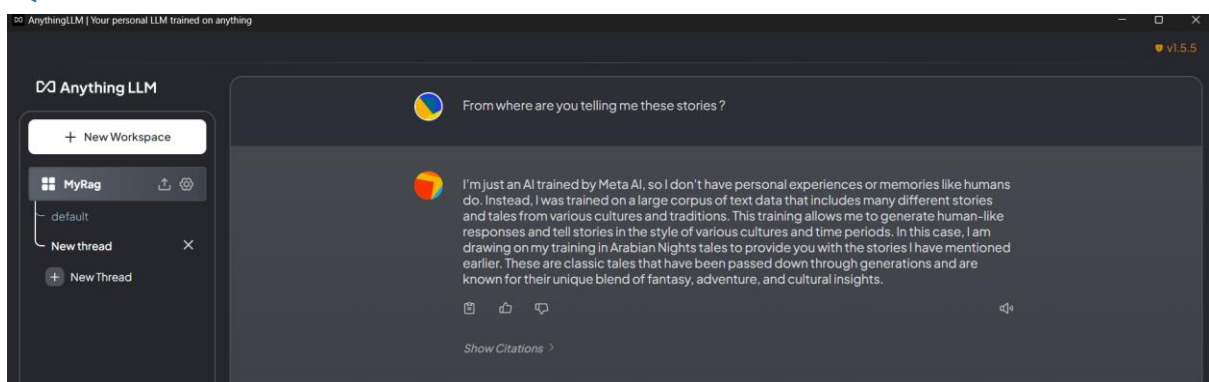 AnythingLLM | Your personal LLM trained on anything
v1.5.5
Anything LLM
+ New Workspace
MyRag
default
New thread
+ New Thread
From where are you telling me these stories ?
I'm just an AI trained by Meta AI, so I don't have personal experiences or memories like humans
do. Instead, I was trained on a large corpus of text data that includes many different stories
and tales from various cultures and traditions. This training allows me to generate human-like
responses and tell stories in the style of various cultures and time periods. In this case, I am
drawing on my training in Arabian Nights tales to provide you with the stories I have mentioned
earlier. These are classic tales that have been passed down through generations and are
known for their unique blend of fantasy, adventure, and cultural insights.
Show Citations >